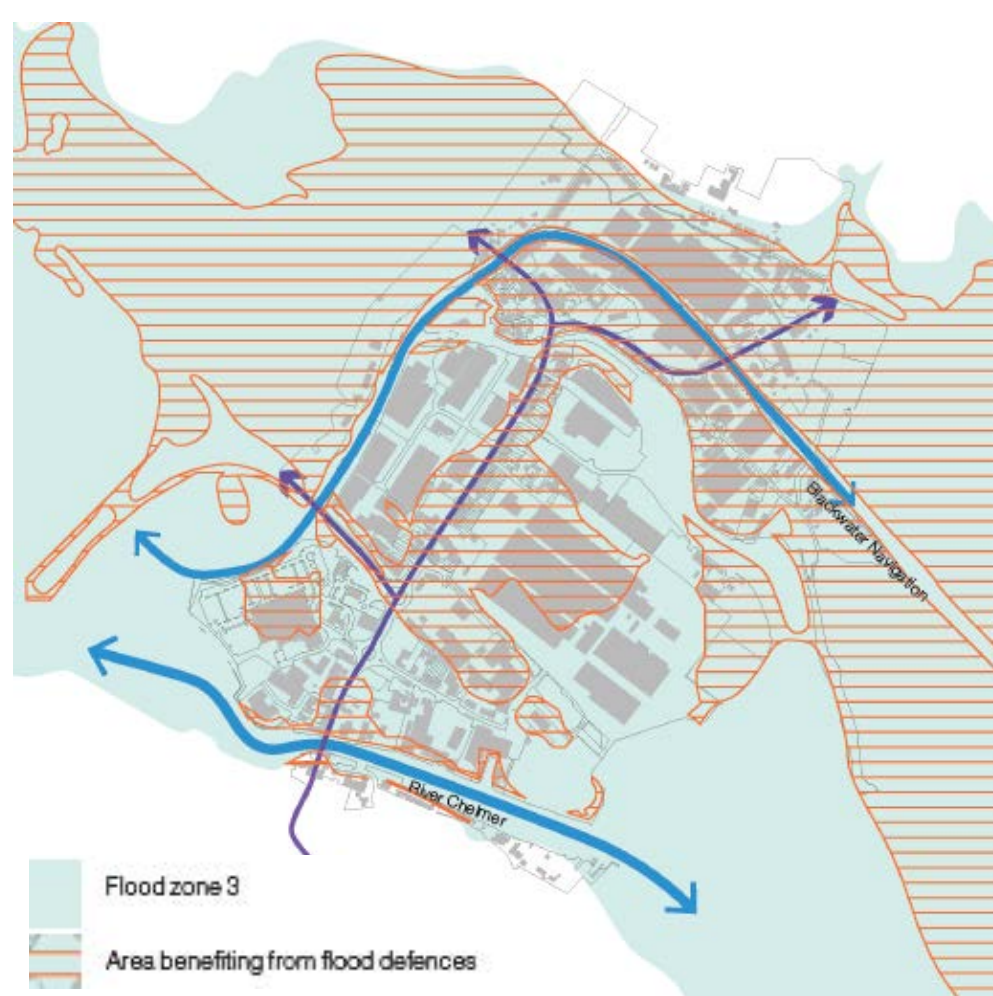 Blackwater Navigation
River Chelmer
Flood zone 3
Area benefiting from flood defences